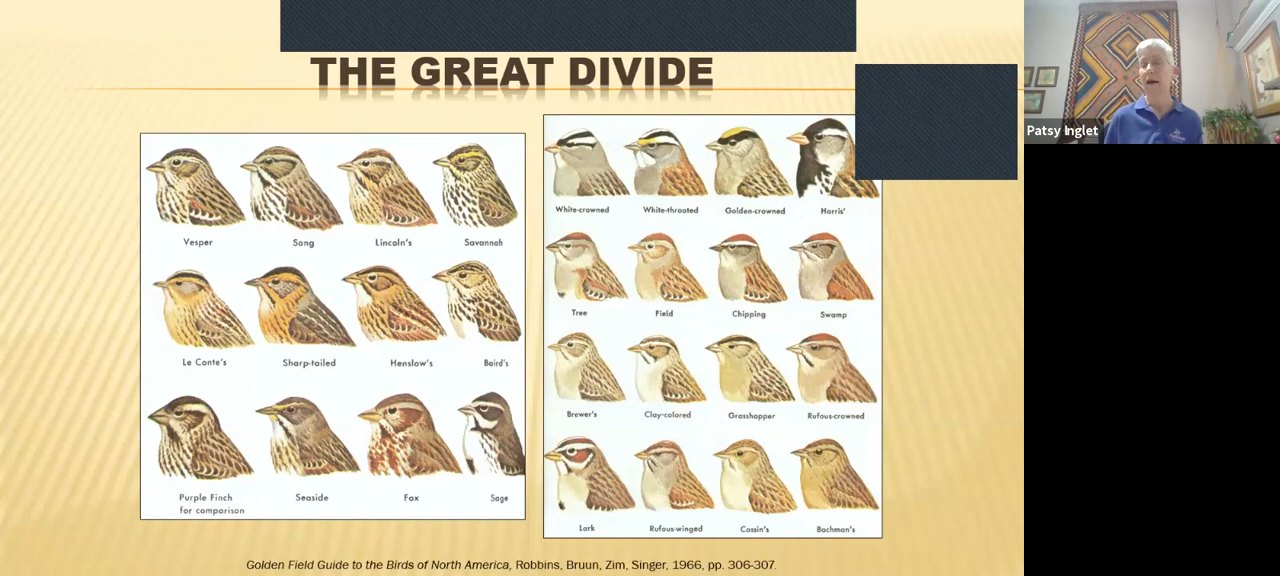 THE GREAT DIVIDE
Vesper Song Lincoln's Savannah
Le Conte's Sharp-tailed Henslow's Baird's
Purple Finch Seaside Fox Sage
for comparison
White-crowned White-throated Golden-crowned Harris'
Tree Field Chipping Swamp
Brewer's Clay-colored Grasshopper Rufous-crowned
Lark Rufous-winged Cassin's Bachman's
Golden Field Guide to the Birds of North America, Robbins, Bruun, Zim, Singer, 1966, pp. 306-307.
Patsy Inglet